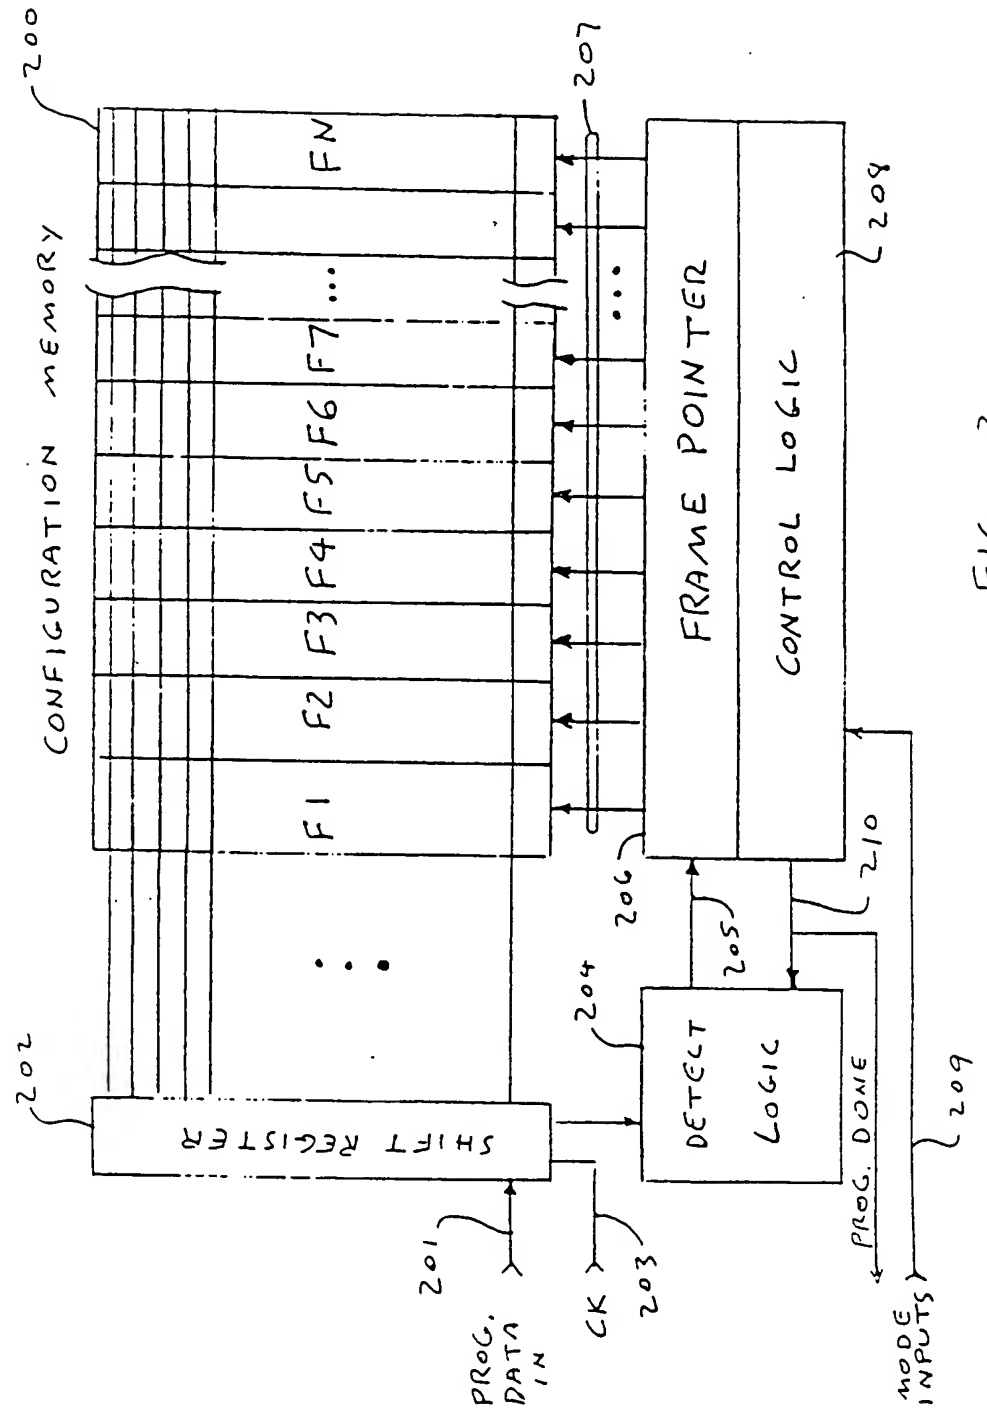 CONFIGURATION MEMORY
200
202
F1
F2
F3
F4
F5
F6
F7
...
FN
SHIFT REGISTER
201
PROG.
DATA
IN
CK
203
204
205
206
207
FRAME POINTER
CONTROL LOGIC
208
DETECT
LOGIC
210
PROG. DONE
MODE
INPUTS
209